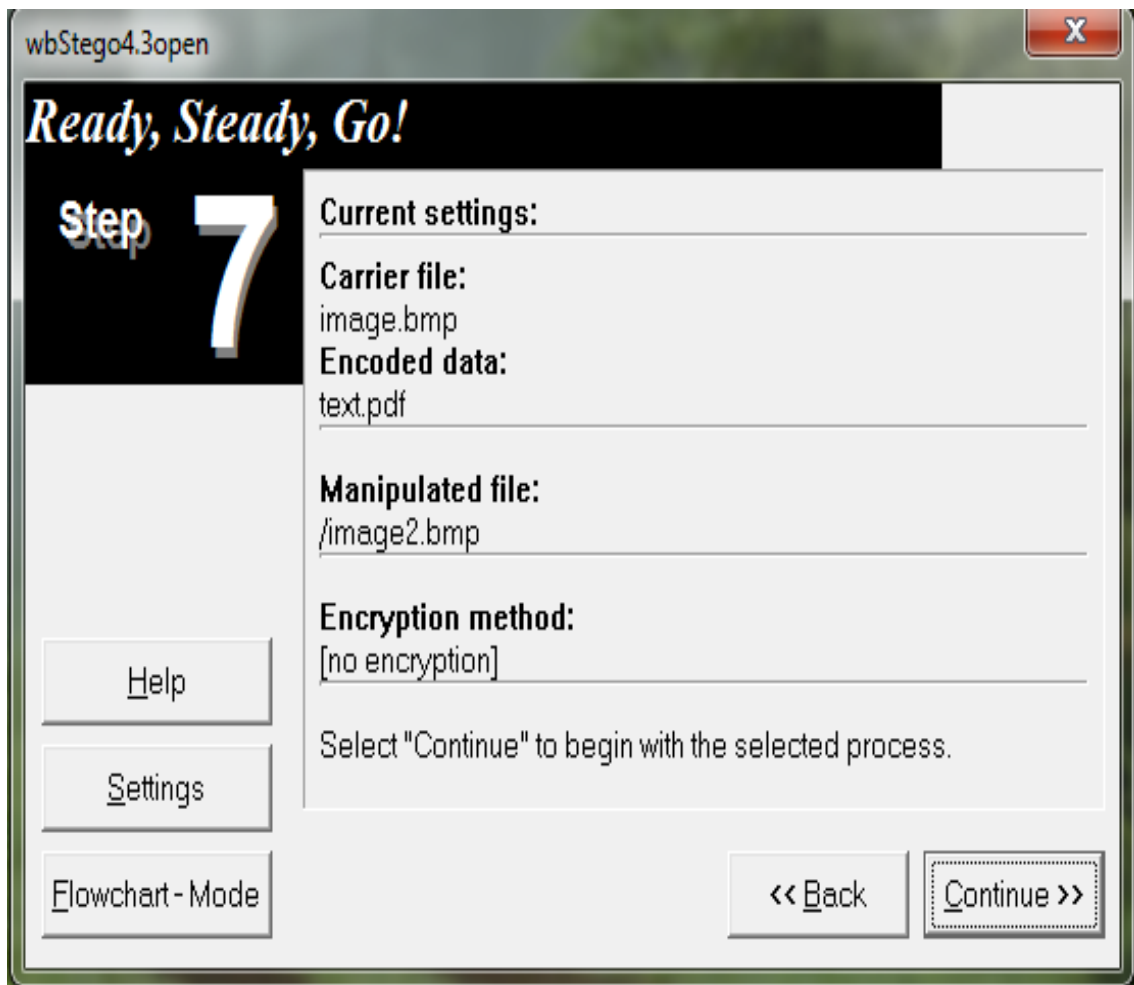 wbStego4.3open
X
Ready, Steady, Go!
Step 7
Current settings:
Carrier file:
image.bmp
Encoded data:
text.pdf
Manipulated file:
/image2.bmp
Encryption method:
[no encryption]
Select "Continue" to begin with the selected process.
Help
Settings
Flowchart - Mode
<< Back
Continue >>